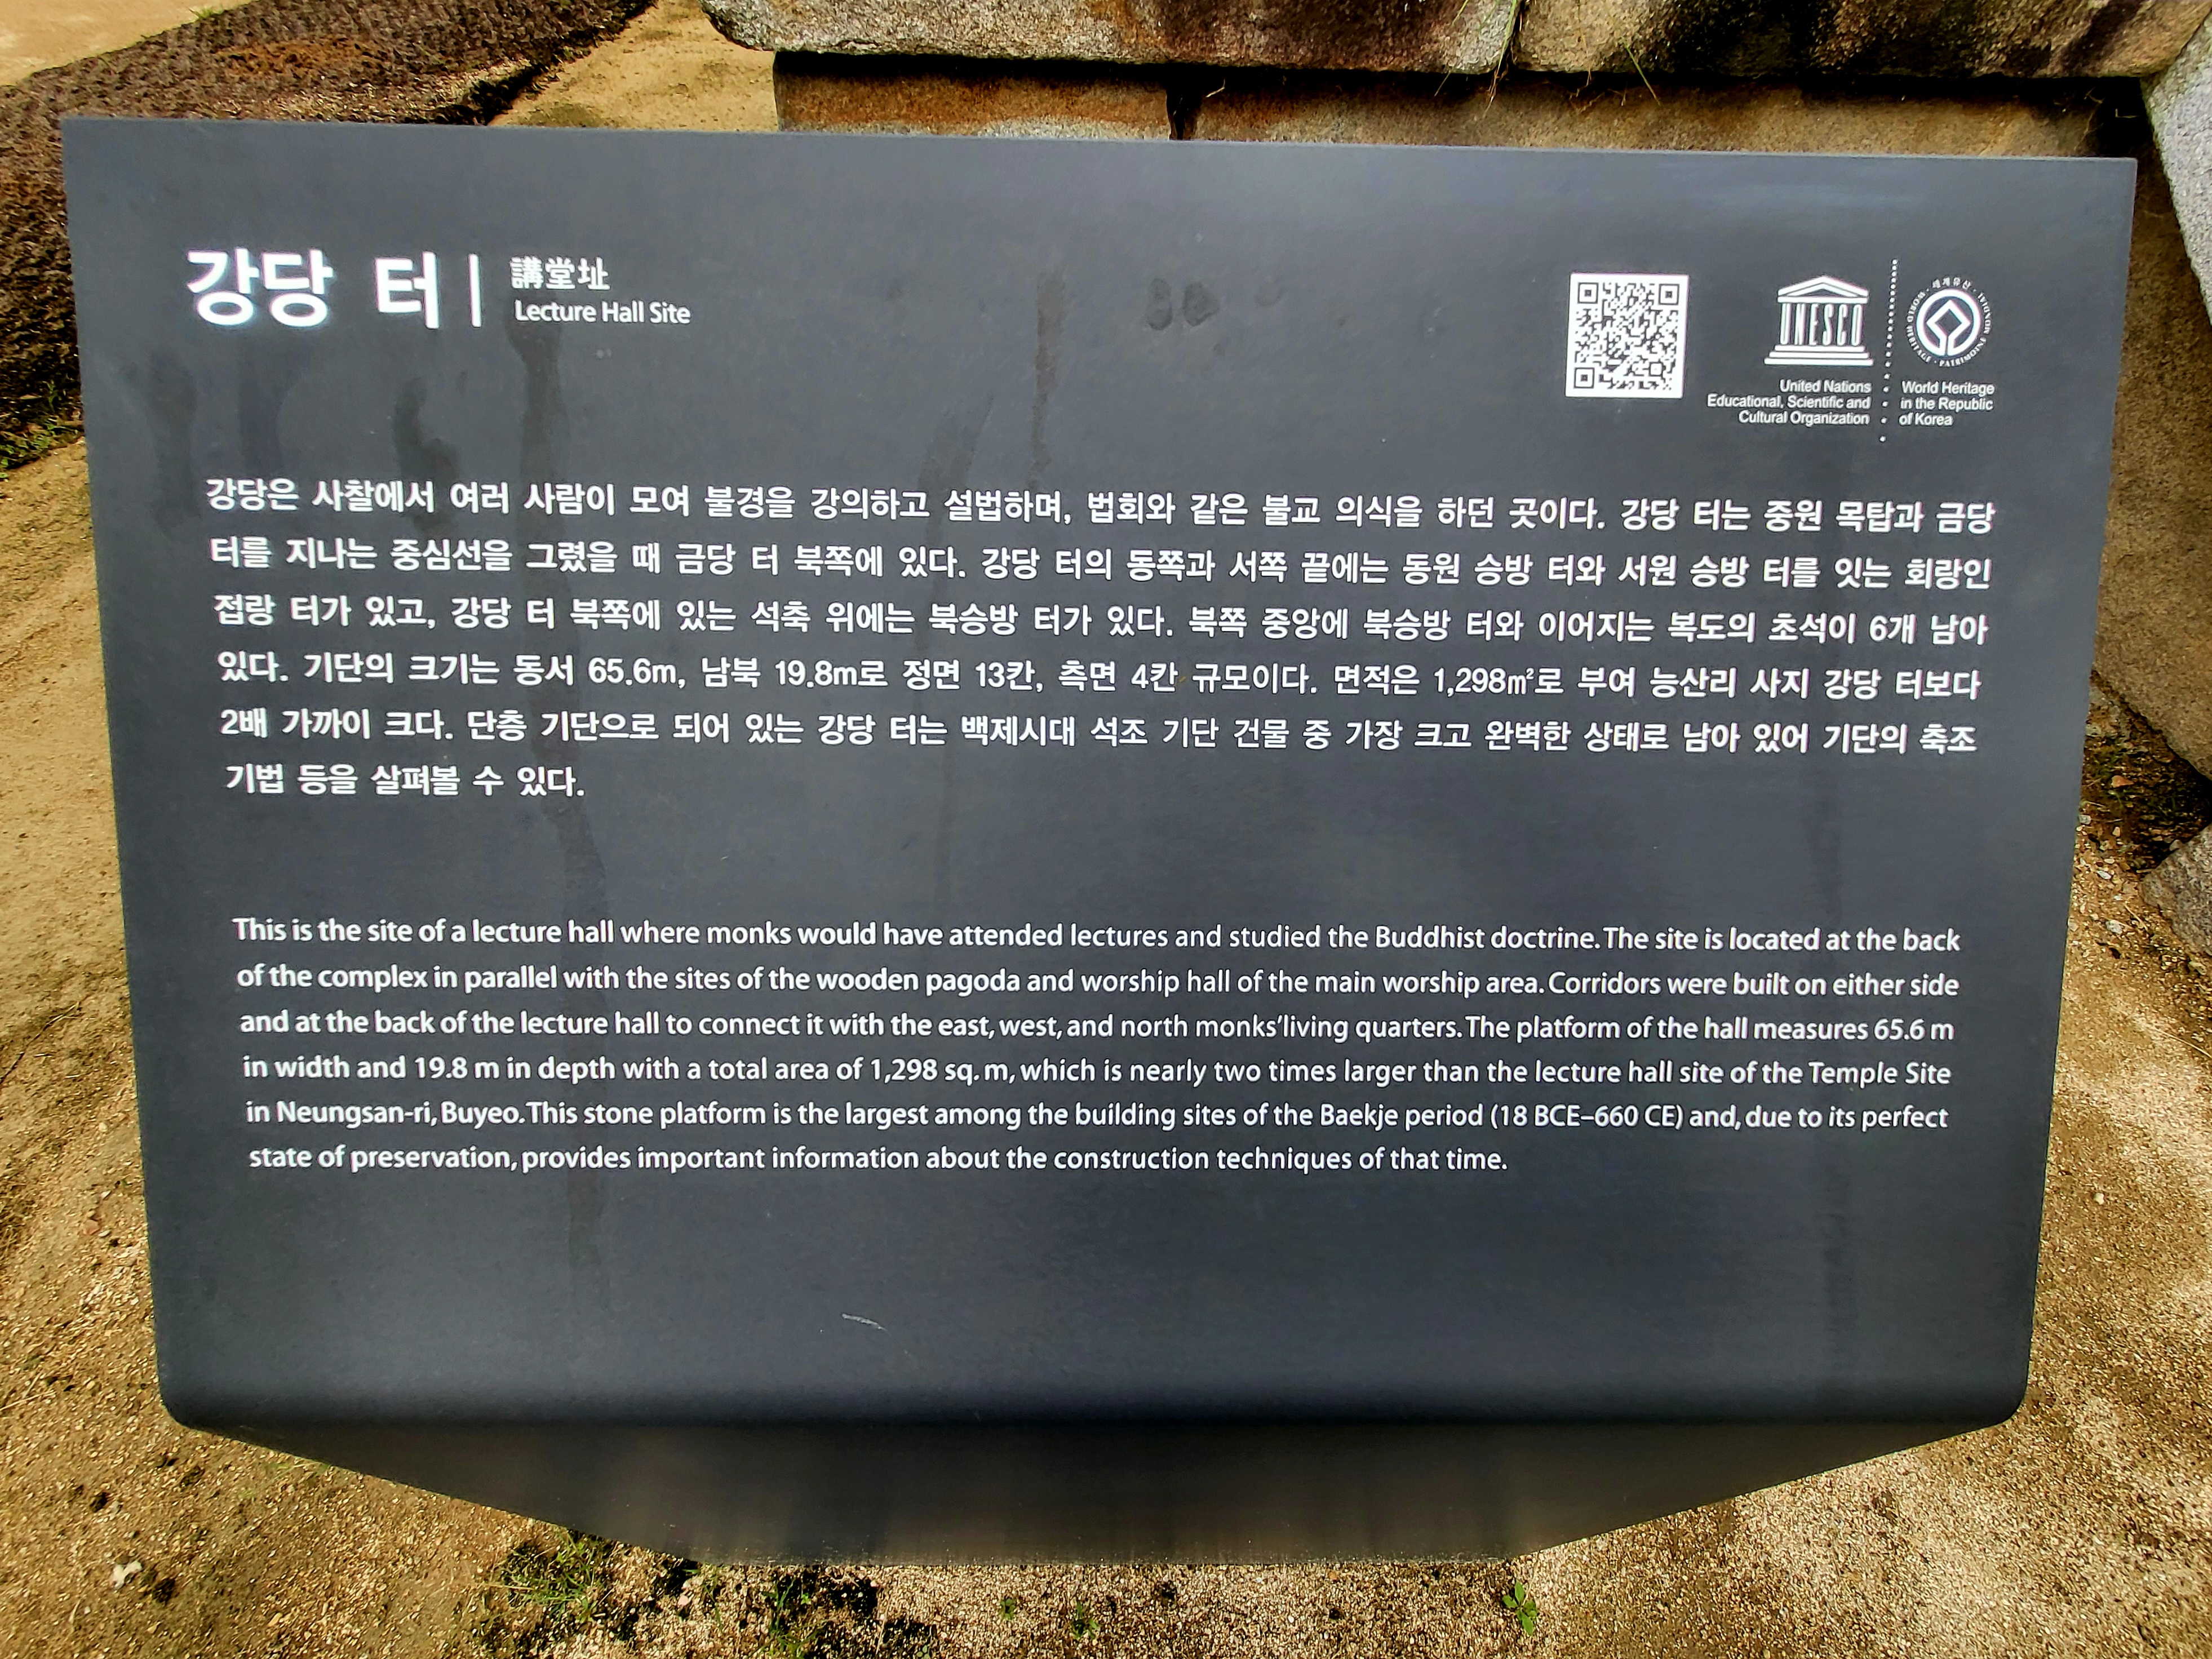 강당 터
講堂址
Lecture Hall Site
UNESCO
United Nations
Educational, Scientific and
Cultural Organization
세계유산 · WORLD HERITAGE · PATRIMOINE MONDIAL
World Heritage
in the Republic
of Korea
강당은 사찰에서 여러 사람이 모여 불경을 강의하고 설법하며, 법회와 같은 불교 의식을 하던 곳이다. 강당 터는 중원 목탑과 금당
터를 지나는 중심선을 그렸을 때 금당 터 북쪽에 있다. 강당 터의 동쪽과 서쪽 끝에는 동원 승방 터와 서원 승방 터를 잇는 회랑인
접랑 터가 있고, 강당 터 북쪽에 있는 석축 위에는 북승방 터가 있다. 북쪽 중앙에 북승방 터와 이어지는 복도의 초석이 6개 남아
있다. 기단의 크기는 동서 65.6m, 남북 19.8m로 정면 13칸, 측면 4칸 규모이다. 면적은 1,298㎡로 부여 능산리 사지 강당 터보다
2배 가까이 크다. 단층 기단으로 되어 있는 강당 터는 백제시대 석조 기단 건물 중 가장 크고 완벽한 상태로 남아 있어 기단의 축조
기법 등을 살펴볼 수 있다.
This is the site of a lecture hall where monks would have attended lectures and studied the Buddhist doctrine. The site is located at the back
of the complex in parallel with the sites of the wooden pagoda and worship hall of the main worship area. Corridors were built on either side
and at the back of the lecture hall to connect it with the east, west, and north monks' living quarters. The platform of the hall measures 65.6 m
in width and 19.8 m in depth with a total area of 1,298 sq. m, which is nearly two times larger than the lecture hall site of the Temple Site
in Neungsan-ri, Buyeo. This stone platform is the largest among the building sites of the Baekje period (18 BCE–660 CE) and, due to its perfect
state of preservation, provides important information about the construction techniques of that time.